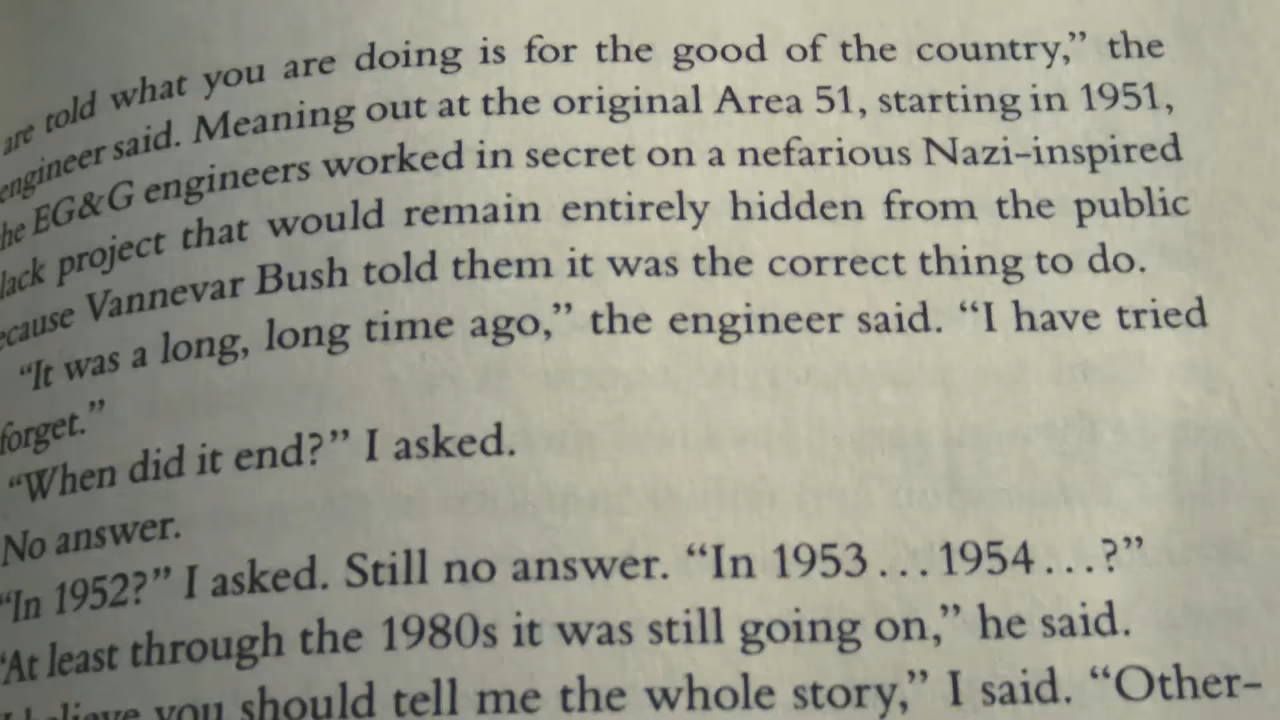 are told what you are doing is for the good of the country,” the
engineer said. Meaning out at the original Area 51, starting in 1951,
he EG&G engineers worked in secret on a nefarious Nazi-inspired
lack project that would remain entirely hidden from the public
ecause Vannevar Bush told them it was the correct thing to do.
“It was a long, long time ago,” the engineer said. “I have tried
forget.”
“When did it end?” I asked.
No answer.
“In 1952?” I asked. Still no answer. “In 1953 . . . 1954 . . . ?”
“At least through the 1980s it was still going on,” he said.
I believe you should tell me the whole story,” I said. “Other-